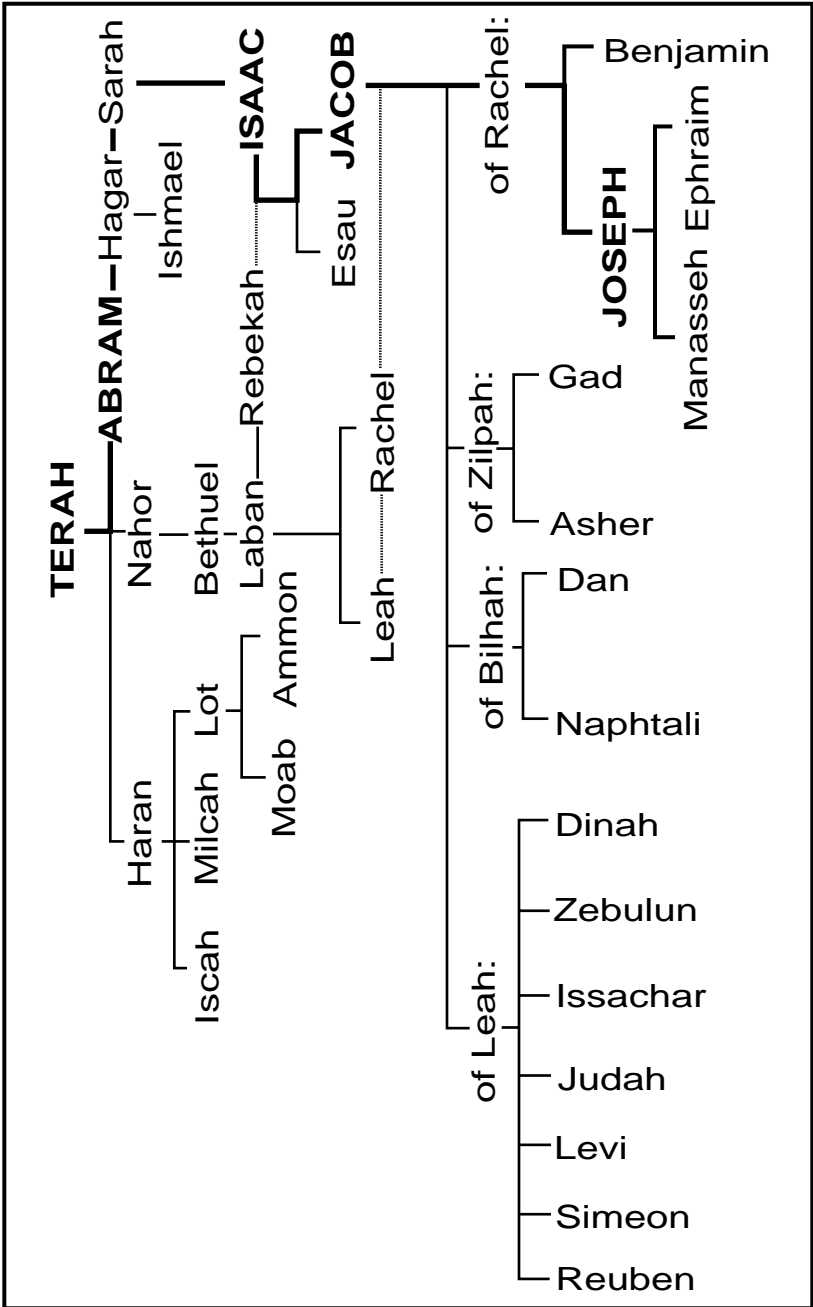 TERAH
Haran Nahor ABRAM Hagar Sarah
Iscah Milcah Lot Bethuel Ishmael
Moab Ammon Laban Rebekah ISAAC
Esau JACOB
Leah Rachel
of Leah: of Bilhah: of Zilpah: of Rachel:
Reuben
Simeon
Levi
Judah
Issachar
Zebulun
Dinah
Naphtali
Dan
Asher
Gad
JOSEPH
Benjamin
Manasseh Ephraim